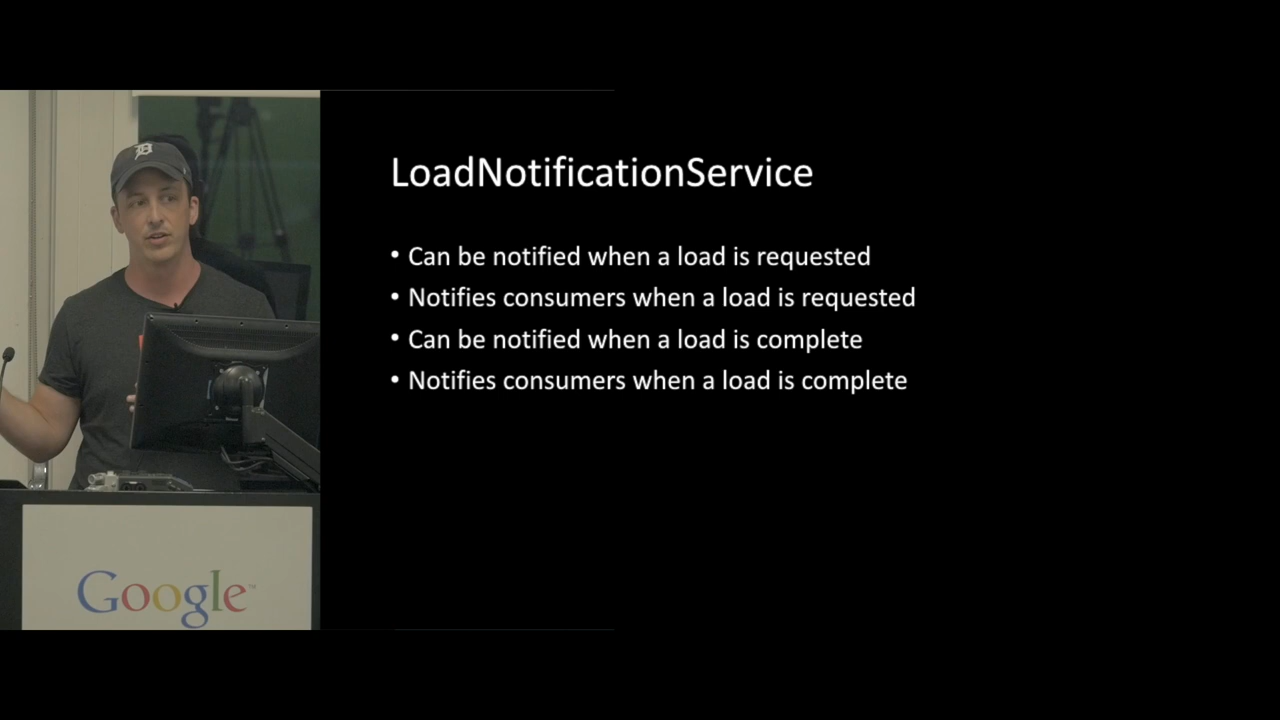 LoadNotificationService
• Can be notified when a load is requested
• Notifies consumers when a load is requested
• Can be notified when a load is complete
• Notifies consumers when a load is complete
D
Google™